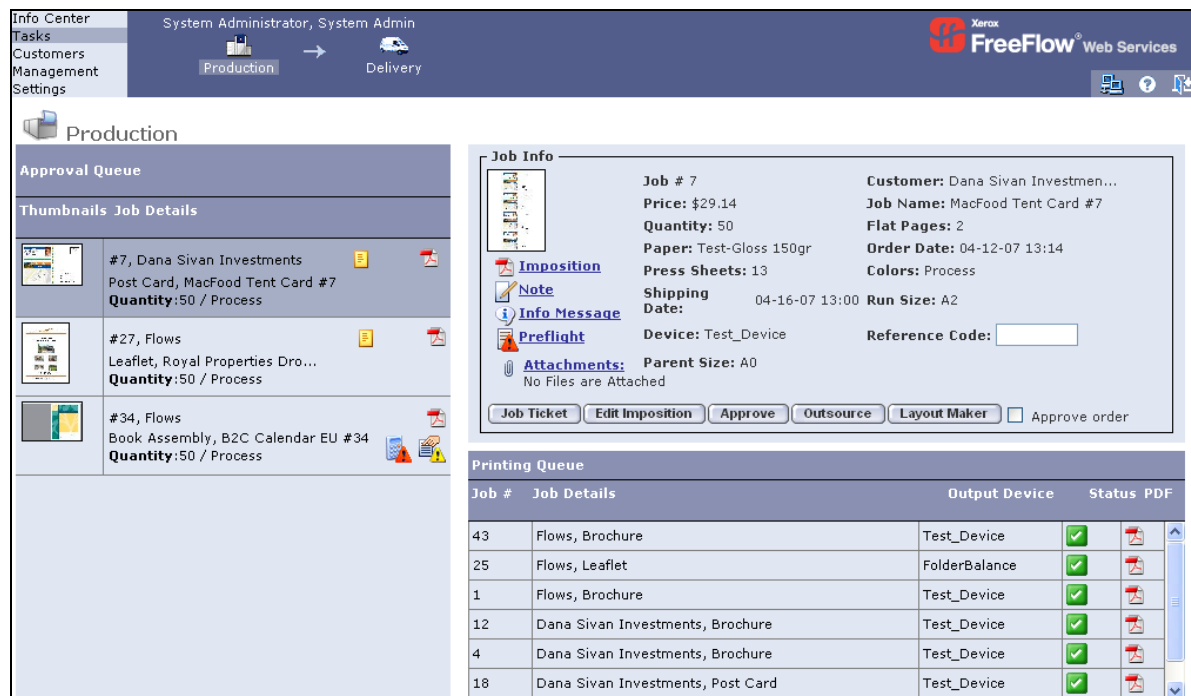 Info Center
Tasks
Customers
Management
Settings
System Administrator, System Admin
Production
Delivery
Xerox
FreeFlow® Web Services
Production
Approval Queue
Thumbnails Job Details
#7, Dana Sivan Investments
Post Card, MacFood Tent Card #7
Quantity:50 / Process
#27, Flows
Leaflet, Royal Properties Dro...
Quantity:50 / Process
#34, Flows
Book Assembly, B2C Calendar EU #34
Quantity:50 / Process
Job Info
Job # 7
Customer: Dana Sivan Investmen...
Price: $29.14
Job Name: MacFood Tent Card #7
Quantity: 50
Flat Pages: 2
Paper: Test-Gloss 150gr
Order Date: 04-12-07 13:14
Imposition
Press Sheets: 13
Colors: Process
Note
Shipping Date: 04-16-07 13:00
Run Size: A2
Info Message
Preflight
Device: Test_Device
Reference Code:
Attachments:
Parent Size: A0
No Files are Attached
Job Ticket
Edit Imposition
Approve
Outsource
Layout Maker
Approve order
Printing Queue
Job # Job Details Output Device Status PDF
43 Flows, Brochure Test_Device
25 Flows, Leaflet FolderBalance
1 Flows, Brochure Test_Device
12 Dana Sivan Investments, Brochure Test_Device
4 Dana Sivan Investments, Brochure Test_Device
18 Dana Sivan Investments, Post Card Test_Device